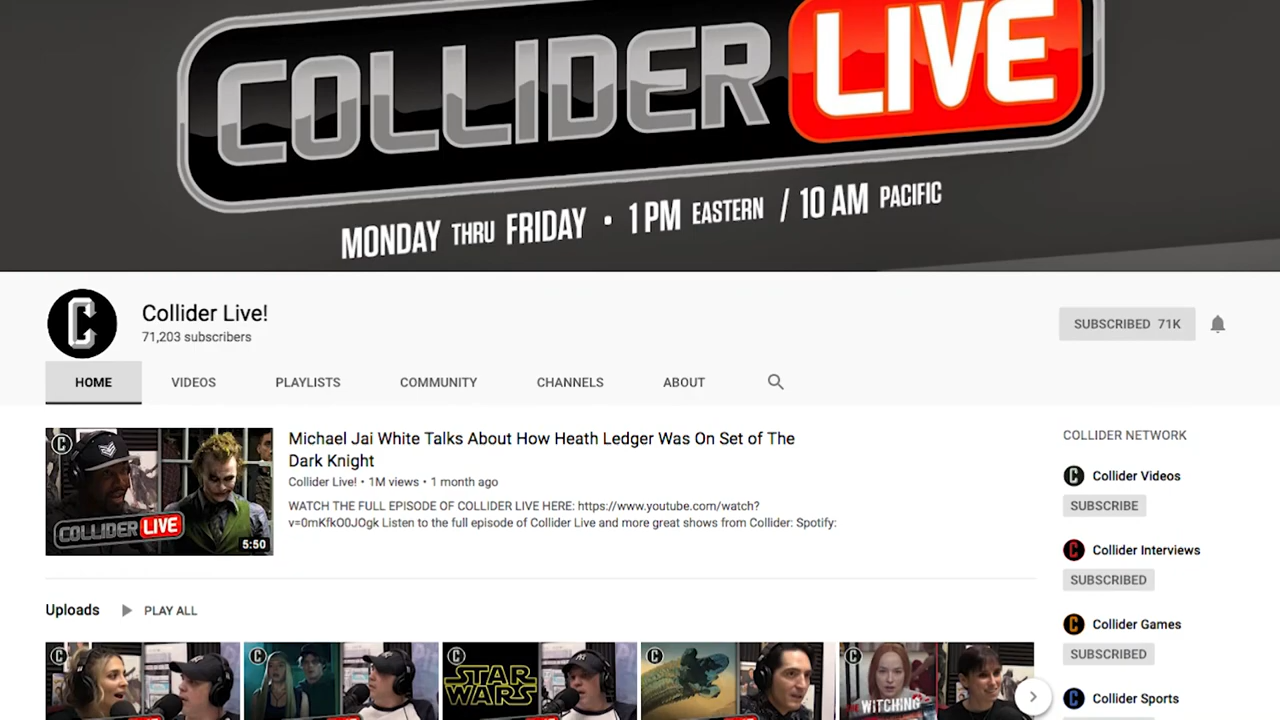 COLLIDER LIVE
MONDAY THRU FRIDAY • 1 PM EASTERN / 10 AM PACIFIC
Collider Live!
71,203 subscribers
SUBSCRIBED 71K
HOME VIDEOS PLAYLISTS COMMUNITY CHANNELS ABOUT
Michael Jai White Talks About How Heath Ledger Was On Set of The
Dark Knight
Collider Live! • 1M views • 1 month ago
WATCH THE FULL EPISODE OF COLLIDER LIVE HERE: https://www.youtube.com/watch?
v=0mKfkO0JOgk Listen to the full episode of Collider Live and more great shows from Collider: Spotify:
COLLIDER LIVE
5:50
COLLIDER NETWORK
Collider Videos
SUBSCRIBE
Collider Interviews
SUBSCRIBED
Collider Games
SUBSCRIBED
Collider Sports
Uploads PLAY ALL
STAR
WARS
WITCHING